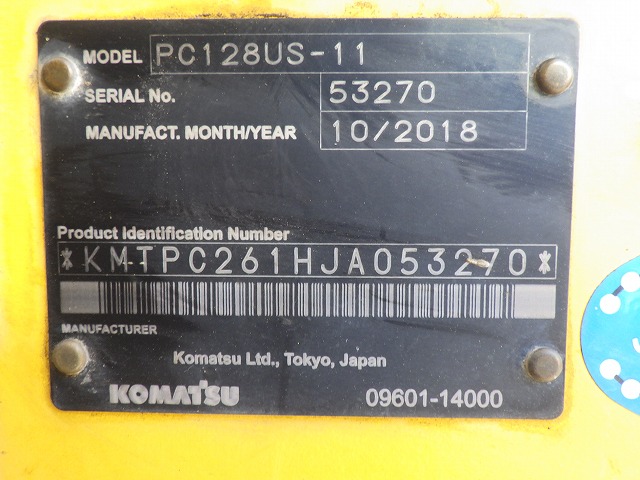 MODEL PC128US-11
SERIAL No. 53270
MANUFACT. MONTH/YEAR 10/2018
Product Identification Number
*KMTPC261HJA053270*
MANUFACTURER
Komatsu Ltd., Tokyo, Japan
KOMATSU 09601-14000